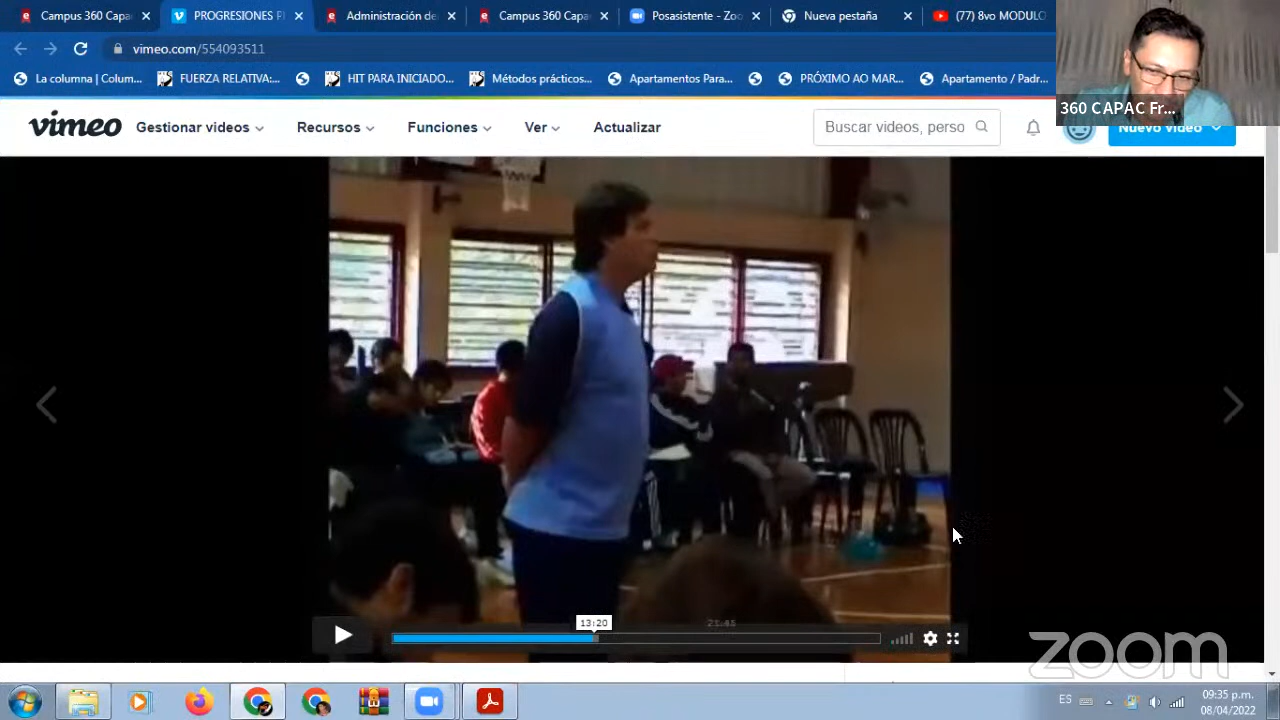 Campus 360 Capa
PROGRESIONES P
Administración de
Campus 360 Capa
Posasistente - Zoo
Nueva pestaña
(77) 8vo MODULO
vimeo.com/554093511
La columna | Colum...
FUERZA RELATIVA:...
HIT PARA INICIADO...
Métodos prácticos...
Apartamentos Para...
PRÓXIMO AO MAR...
Apartamento / Padr...
360 CAPAC Fr...
vimeo
Gestionar videos
Recursos
Funciones
Ver
Actualizar
Buscar videos, perso
Nuevo video
13:20
zoom
ES
09:35 p.m.
08/04/2022